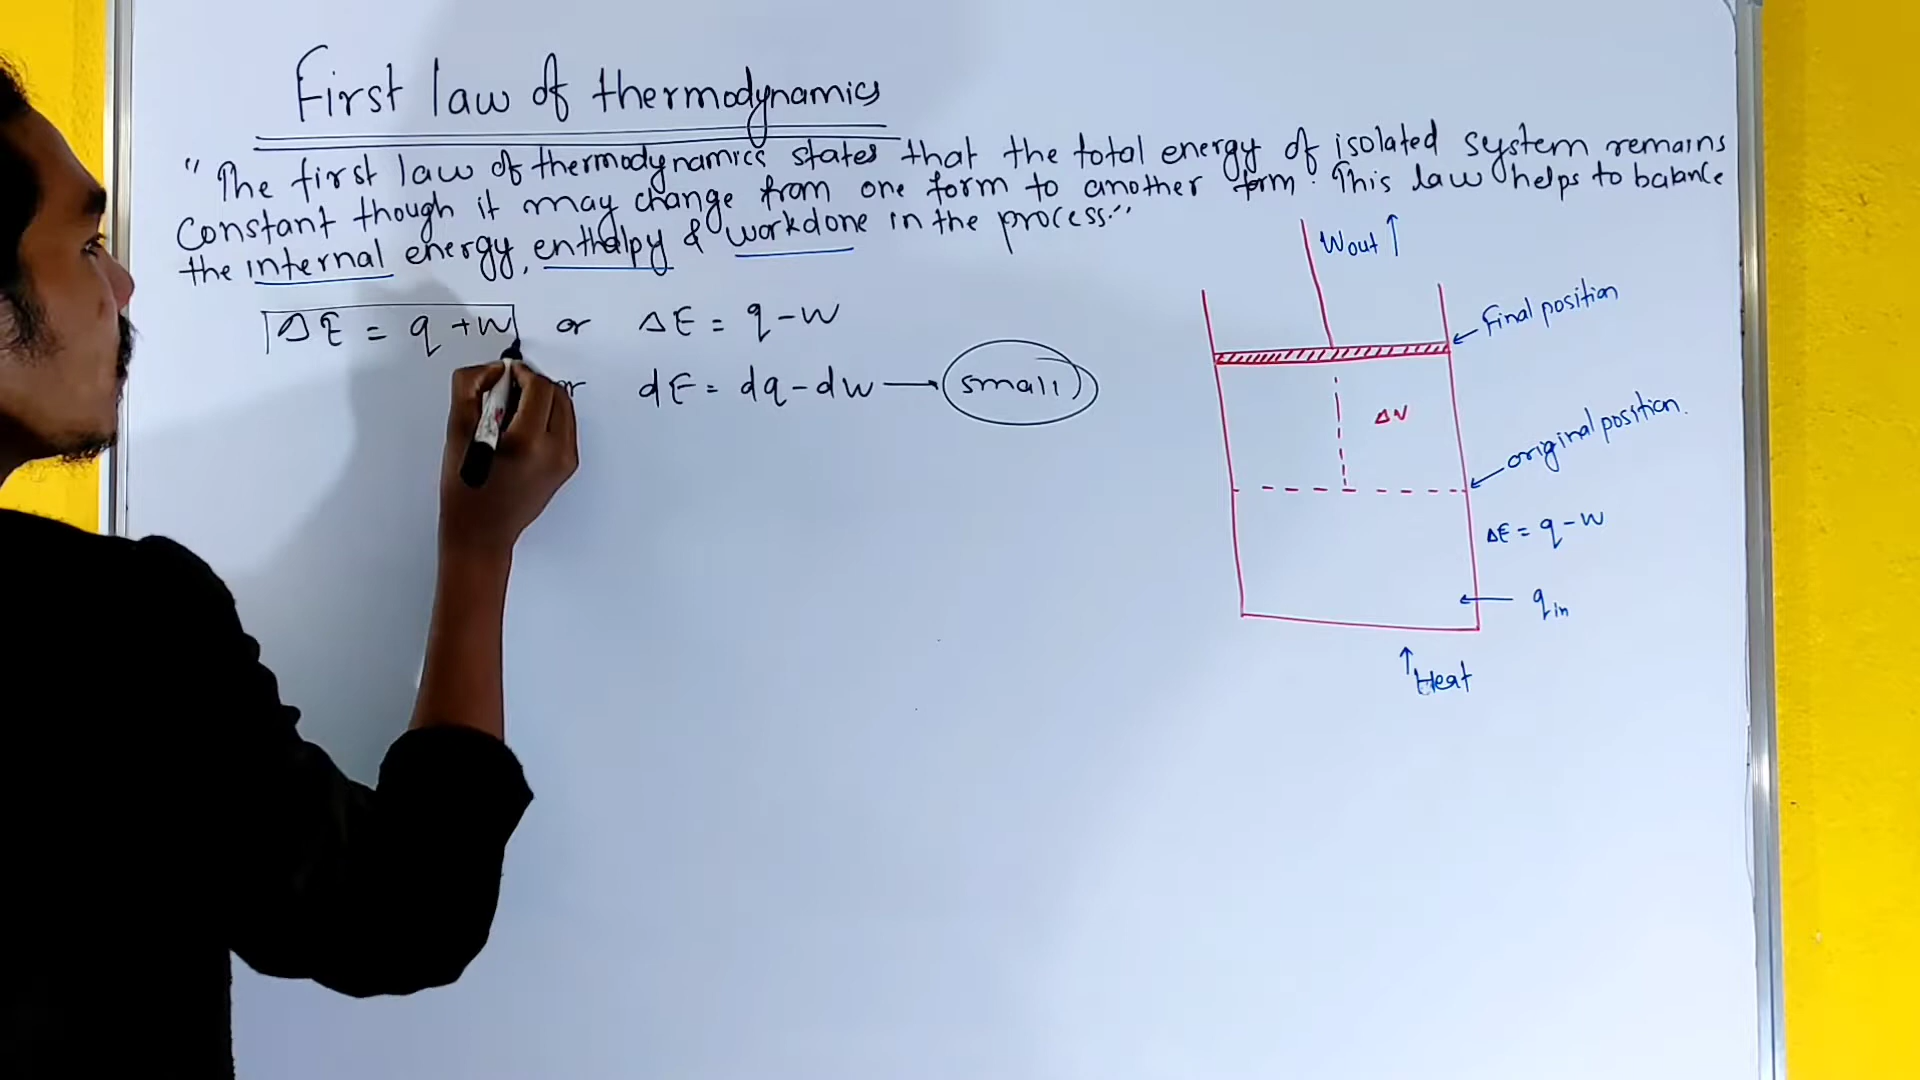 First law of thermodynamics
"The first law of thermodynamics states that the total energy of isolated system remains
constant though it may change from one form to another form. This law helps to balance
the internal energy, enthalpy & workdone in the process."
ΔE = q + w or ΔE = q - w
dE = dq - dw → small
Wout ↑
Final position
ΔV
original position.
ΔE = q - w
← qin
↑ Heat